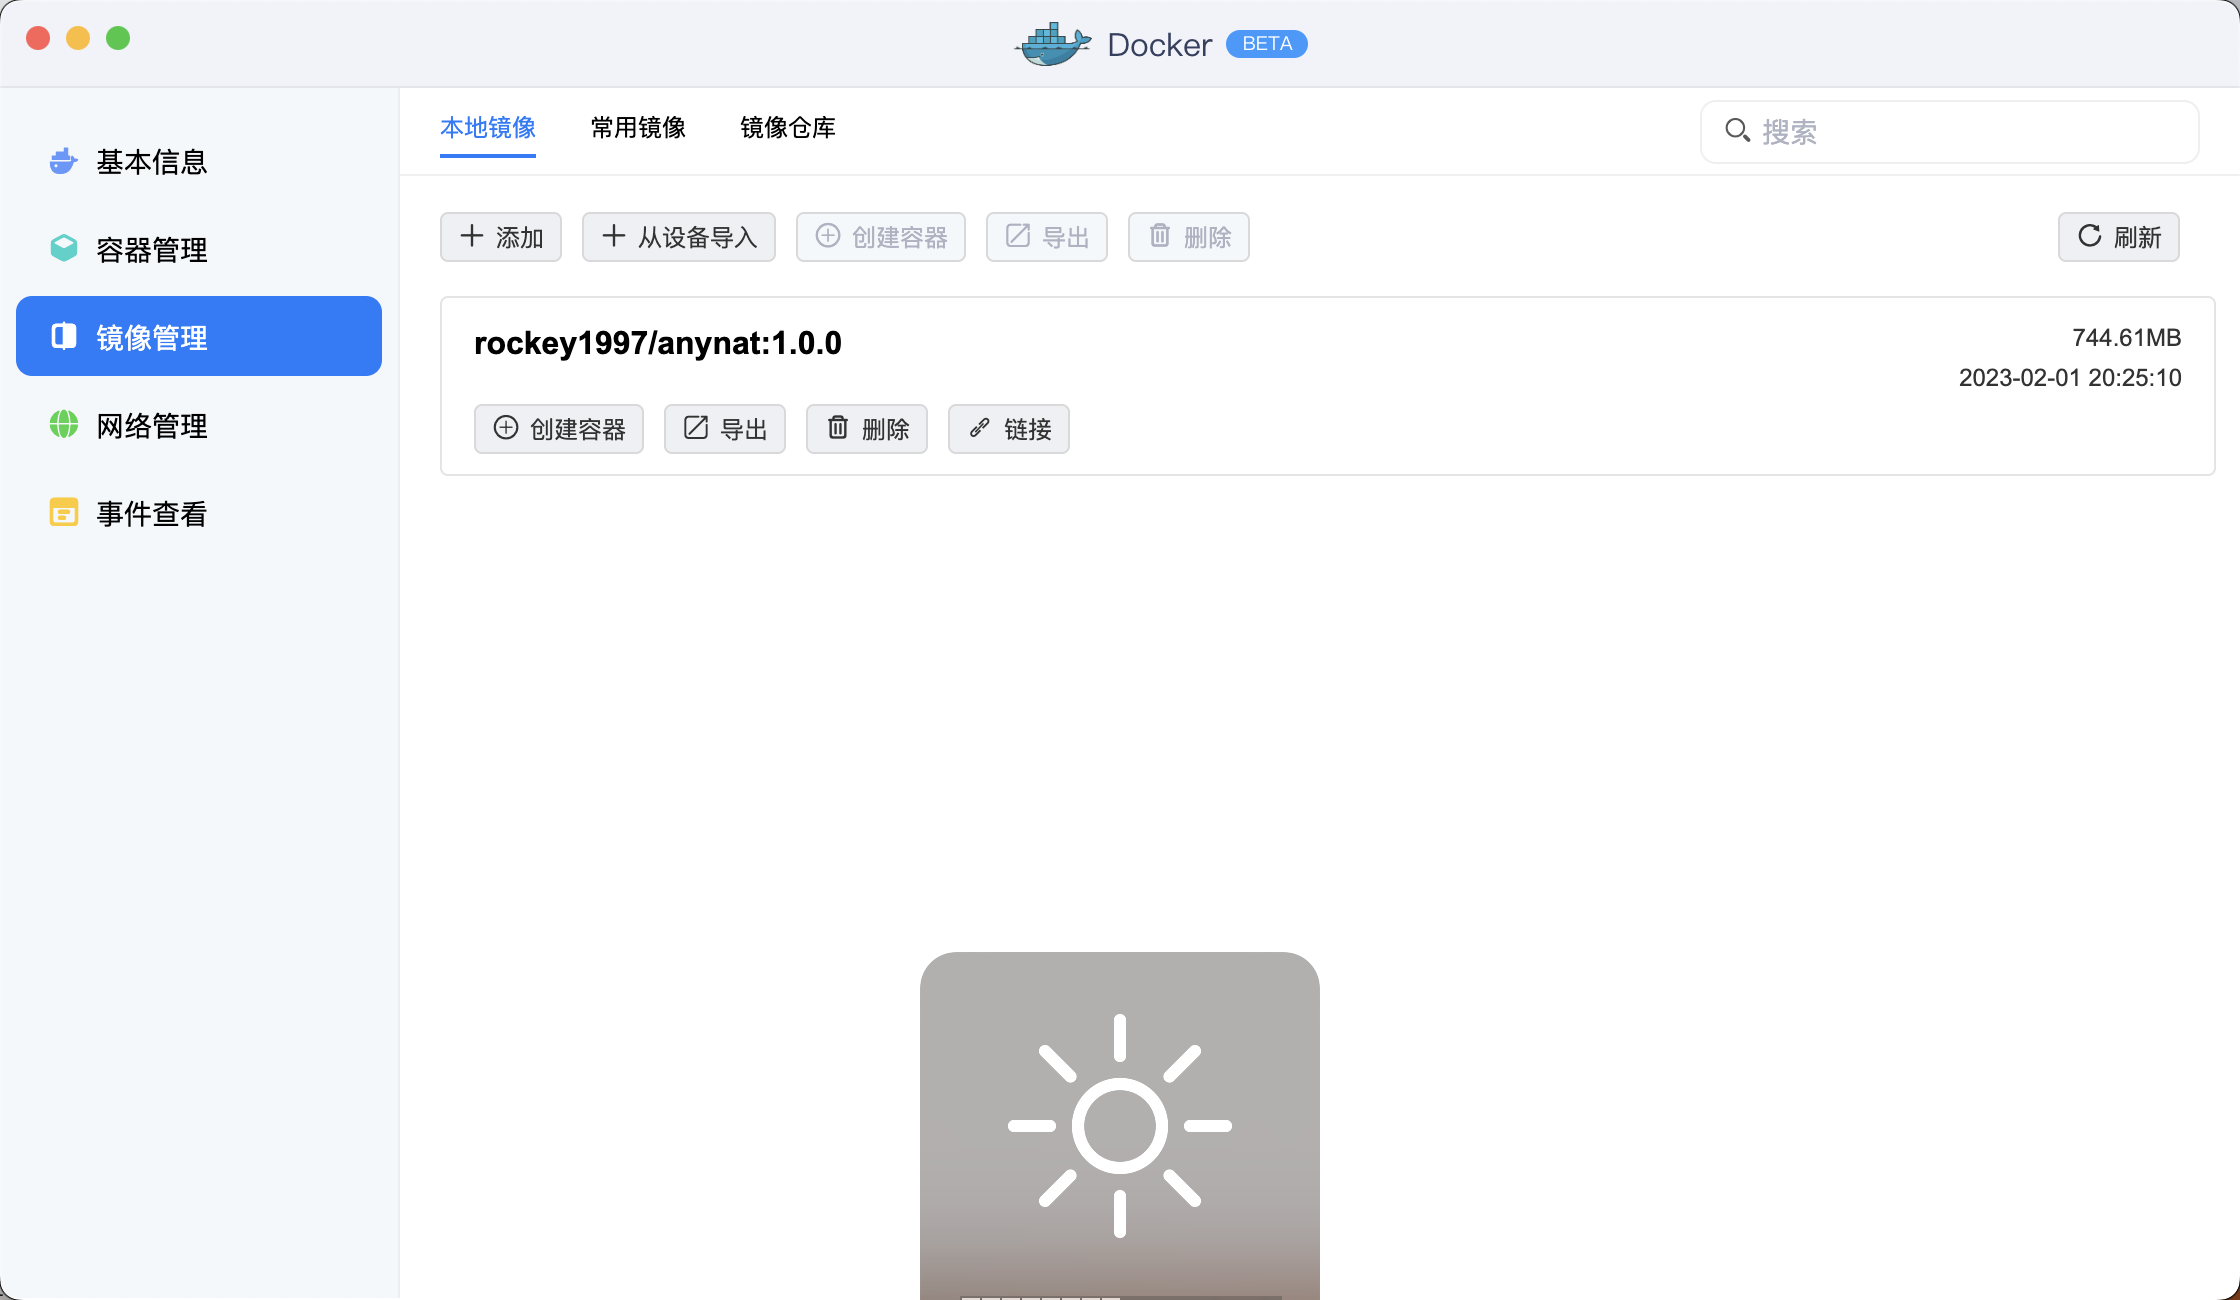 Docker BETA
基本信息
容器管理
镜像管理
网络管理
事件查看
本地镜像 常用镜像 镜像仓库 搜索
添加 从设备导入 创建容器 导出 删除 刷新
rockey1997/anynat:1.0.0 744.61MB
2023-02-01 20:25:10
创建容器 导出 删除 链接